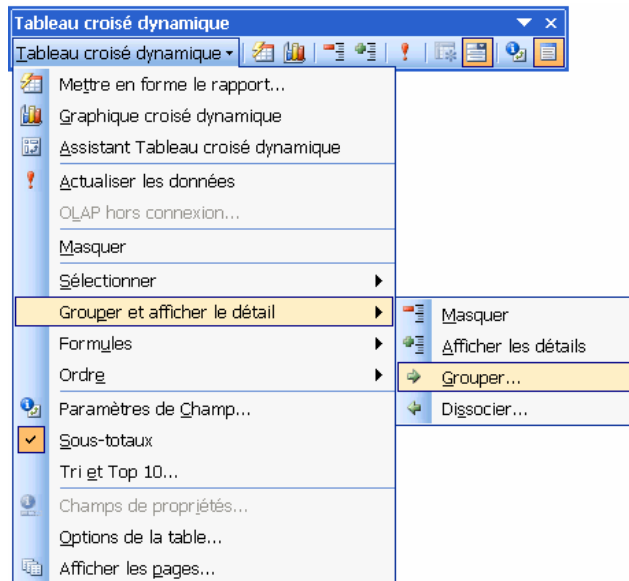 Tableau croisé dynamique
Tableau croisé dynamique
Mettre en forme le rapport...
Graphique croisé dynamique
Assistant Tableau croisé dynamique
Actualiser les données
OLAP hors connexion...
Masquer
Sélectionner
Grouper et afficher le détail
Formules
Ordre
Paramètres de Champ...
Sous-totaux
Tri et Top 10...
Champs de propriétés...
Options de la table...
Afficher les pages...
Masquer
Afficher les détails
Grouper...
Dissocier...